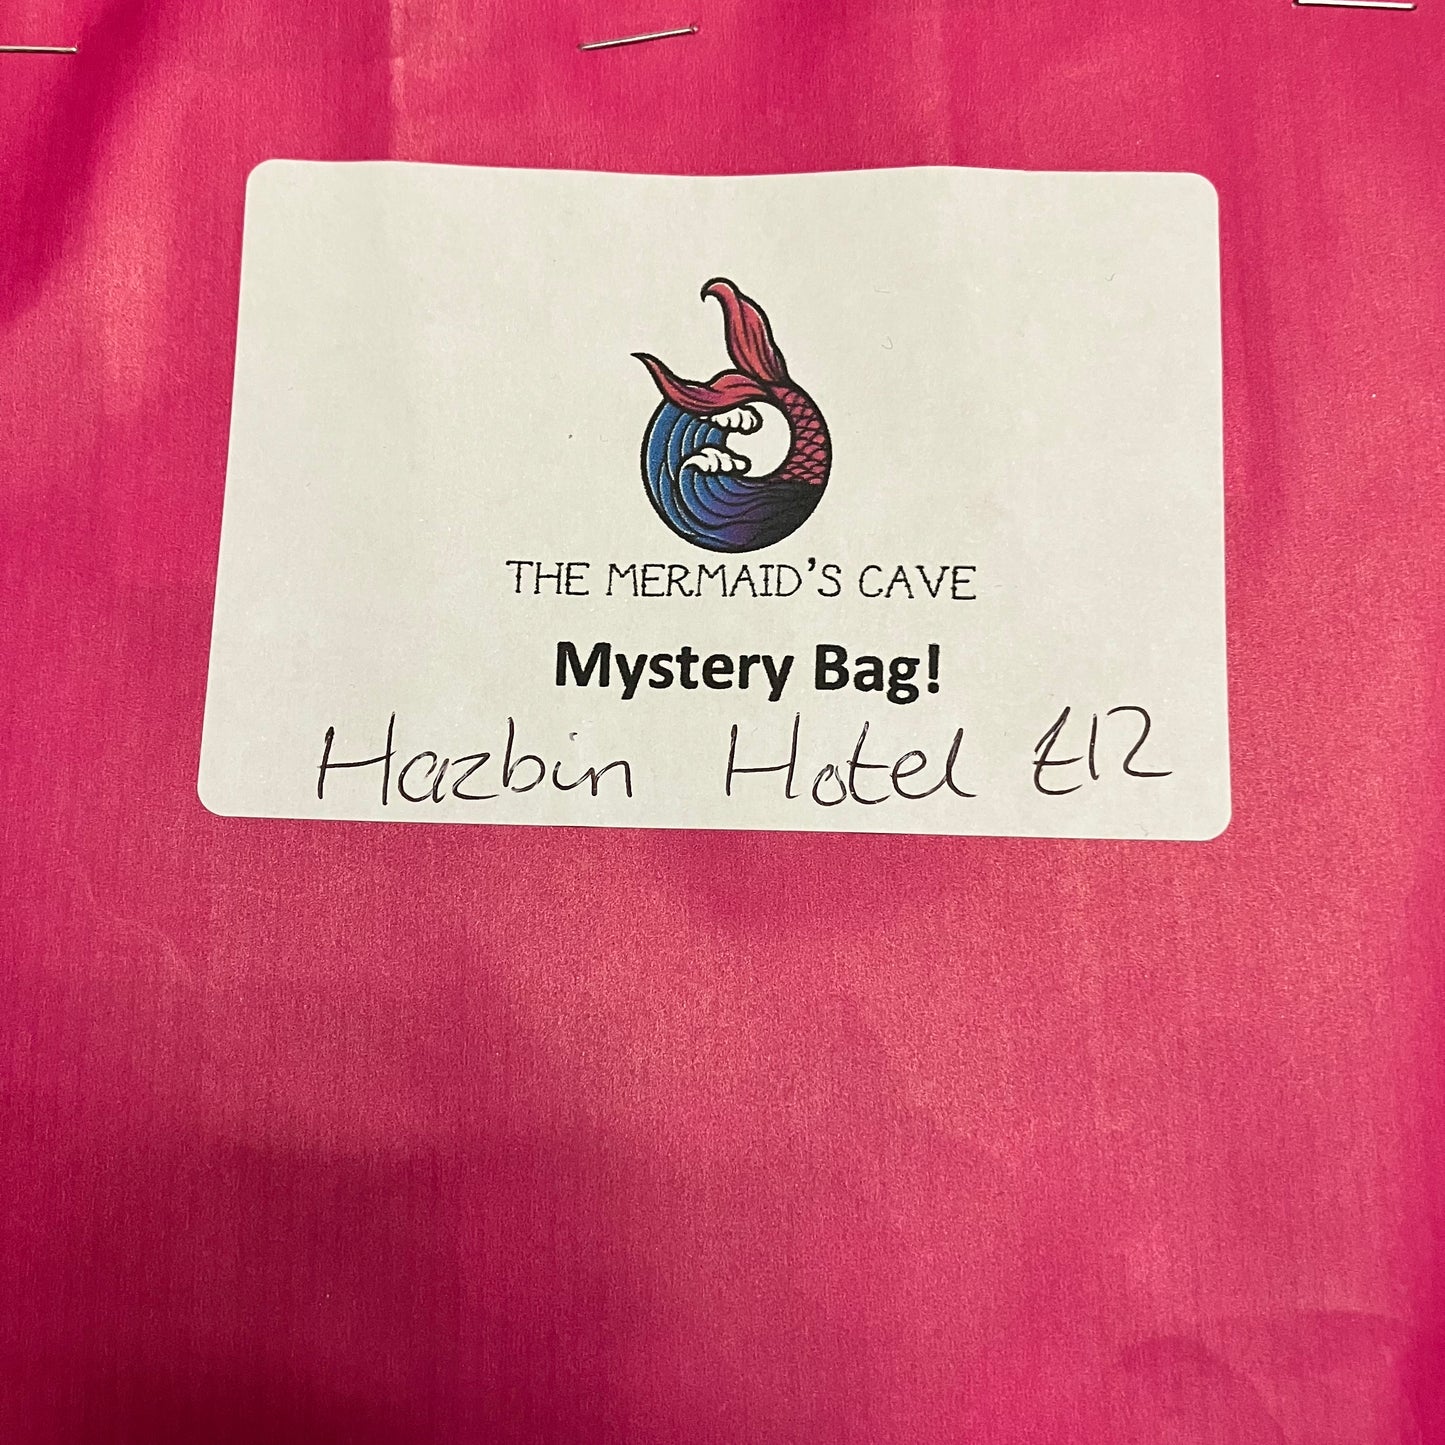 THE MERMAID'S CAVE
Mystery Bag!
Hazbin Hotel £12